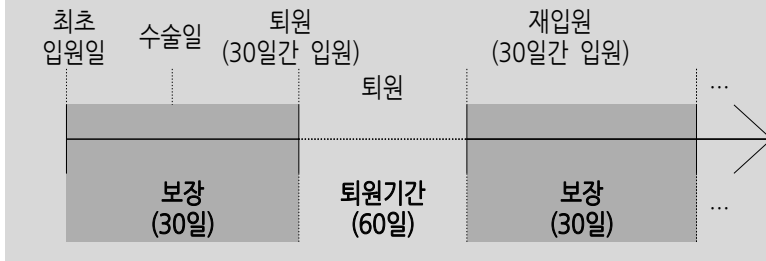 최초
입원일
수술일
퇴원
(30일간 입원)
재입원
(30일간 입원)
퇴원
...
보장
(30일)
퇴원기간
(60일)
보장
(30일)
...